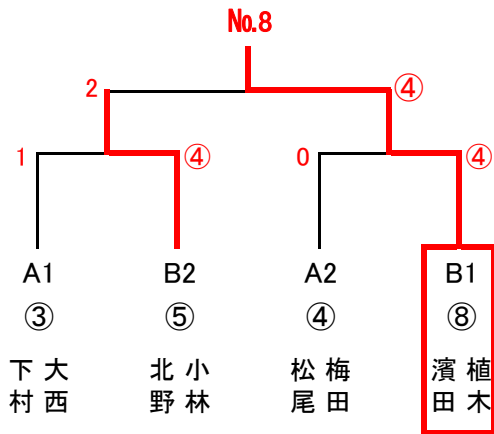 No.8
2 ④
1 ④ 0 ④
A1 B2 A2 B1
③ ⑤ ④ ⑧
下大 北小 松梅 濱植
村西 野林 尾田 田木